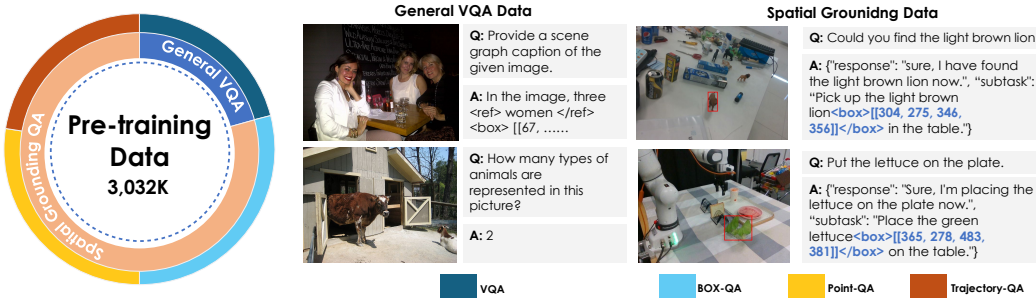 General VQA
Spatial Grounding QA
Pre-training
Data
3,032K
General VQA Data
Q: Provide a scene
graph caption of the
given image.
A: In the image, three
<ref> women </ref>
<box> [[67, ......
Q: How many types of
animals are
represented in this
picture?
A: 2
Spatial Grounidng Data
Q: Could you find the light brown lion
A: {"response": "sure, I have found
the light brown lion now.", "subtask":
"Pick up the light brown
lion<box>[[304, 275, 346,
356]]</box> in the table."}
Q: Put the lettuce on the plate.
A: {"response": "Sure, I'm placing the
lettuce on the plate now.",
"subtask": "Place the green
lettuce<box>[[365, 278, 483,
381]]</box> on the table."}
VQA
BOX-QA
Point-QA
Trajectory-QA